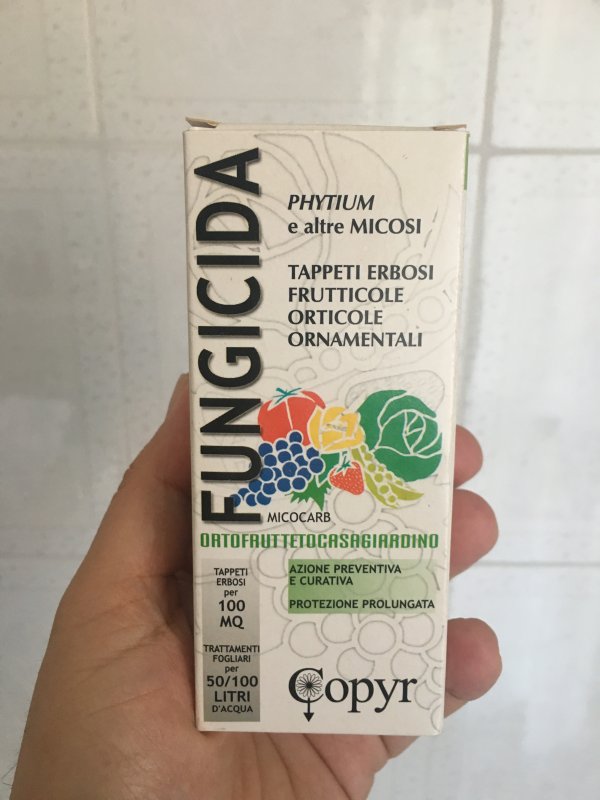 FUNGICIDA
PHYTIUM
e altre MICOSI
TAPPETI ERBOSI
FRUTTICOLE
ORTICOLE
ORNAMENTALI
MICOCARB
ORTOFRUTTETOCASAGIARDINO
TAPPETI
ERBOSI
per
100
MQ
AZIONE PREVENTIVA
E CURATIVA
PROTEZIONE PROLUNGATA
TRATTAMENTI
FOGLIARI
per
50/100
LITRI
D'ACQUA
Copyr